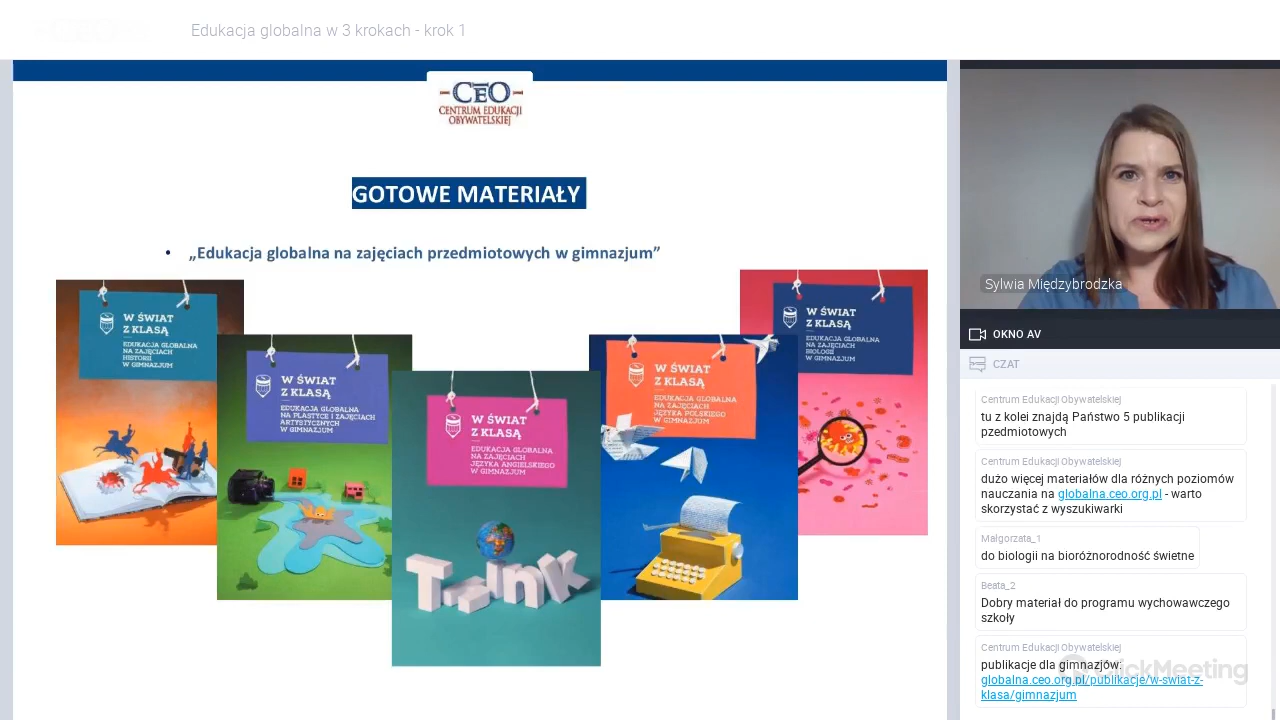 Edukacja globalna w 3 krokach - krok 1
CEO
CENTRUM EDUKACJI
OBYWATELSKIEJ
GOTOWE MATERIAŁY
• „Edukacja globalna na zajęciach przedmiotowych w gimnazjum”
W ŚWIAT
Z KLASĄ
EDUKACJA GLOBALNA
NA ZAJĘCIACH
HISTORII
W GIMNAZJUM
W ŚWIAT
Z KLASĄ
EDUKACJA GLOBALNA
NA PLASTYCE I ZAJĘCIACH
ARTYSTYCZNYCH
W GIMNAZJUM
W ŚWIAT
Z KLASĄ
EDUKACJA GLOBALNA
NA ZAJĘCIACH
JĘZYKA ANGIELSKIEGO
W GIMNAZJUM
THINK
W ŚWIAT
Z KLASĄ
EDUKACJA GLOBALNA
NA ZAJĘCIACH
JĘZYKA POLSKIEGO
W GIMNAZJUM
W ŚWIAT
Z KLASĄ
EDUKACJA GLOBALNA
NA ZAJĘCIACH
BIOLOGII
W GIMNAZJUM
Sylwia Międzybrodzka
OKNO AV
CZAT
Centrum Edukacji Obywatelskiej
tu z kolei znajdą Państwo 5 publikacji
pzedmiotowych
Centrum Edukacji Obywatelskiej
dużo więcej materiałów dla różnych poziomów
nauczania na globalna.ceo.org.pl - warto
skorzystać z wyszukiwarki
Małgorzata_1
do biologii na bioróżnorodność świetne
Beata_2
Dobry materiał do programu wychowawczego
szkoły
Centrum Edukacji Obywatelskiej
publikacje dla gimnazjów:
globalna.ceo.org.pl/publikacje/w-swiat-z-
klasa/gimnazjum
ClickMeeting